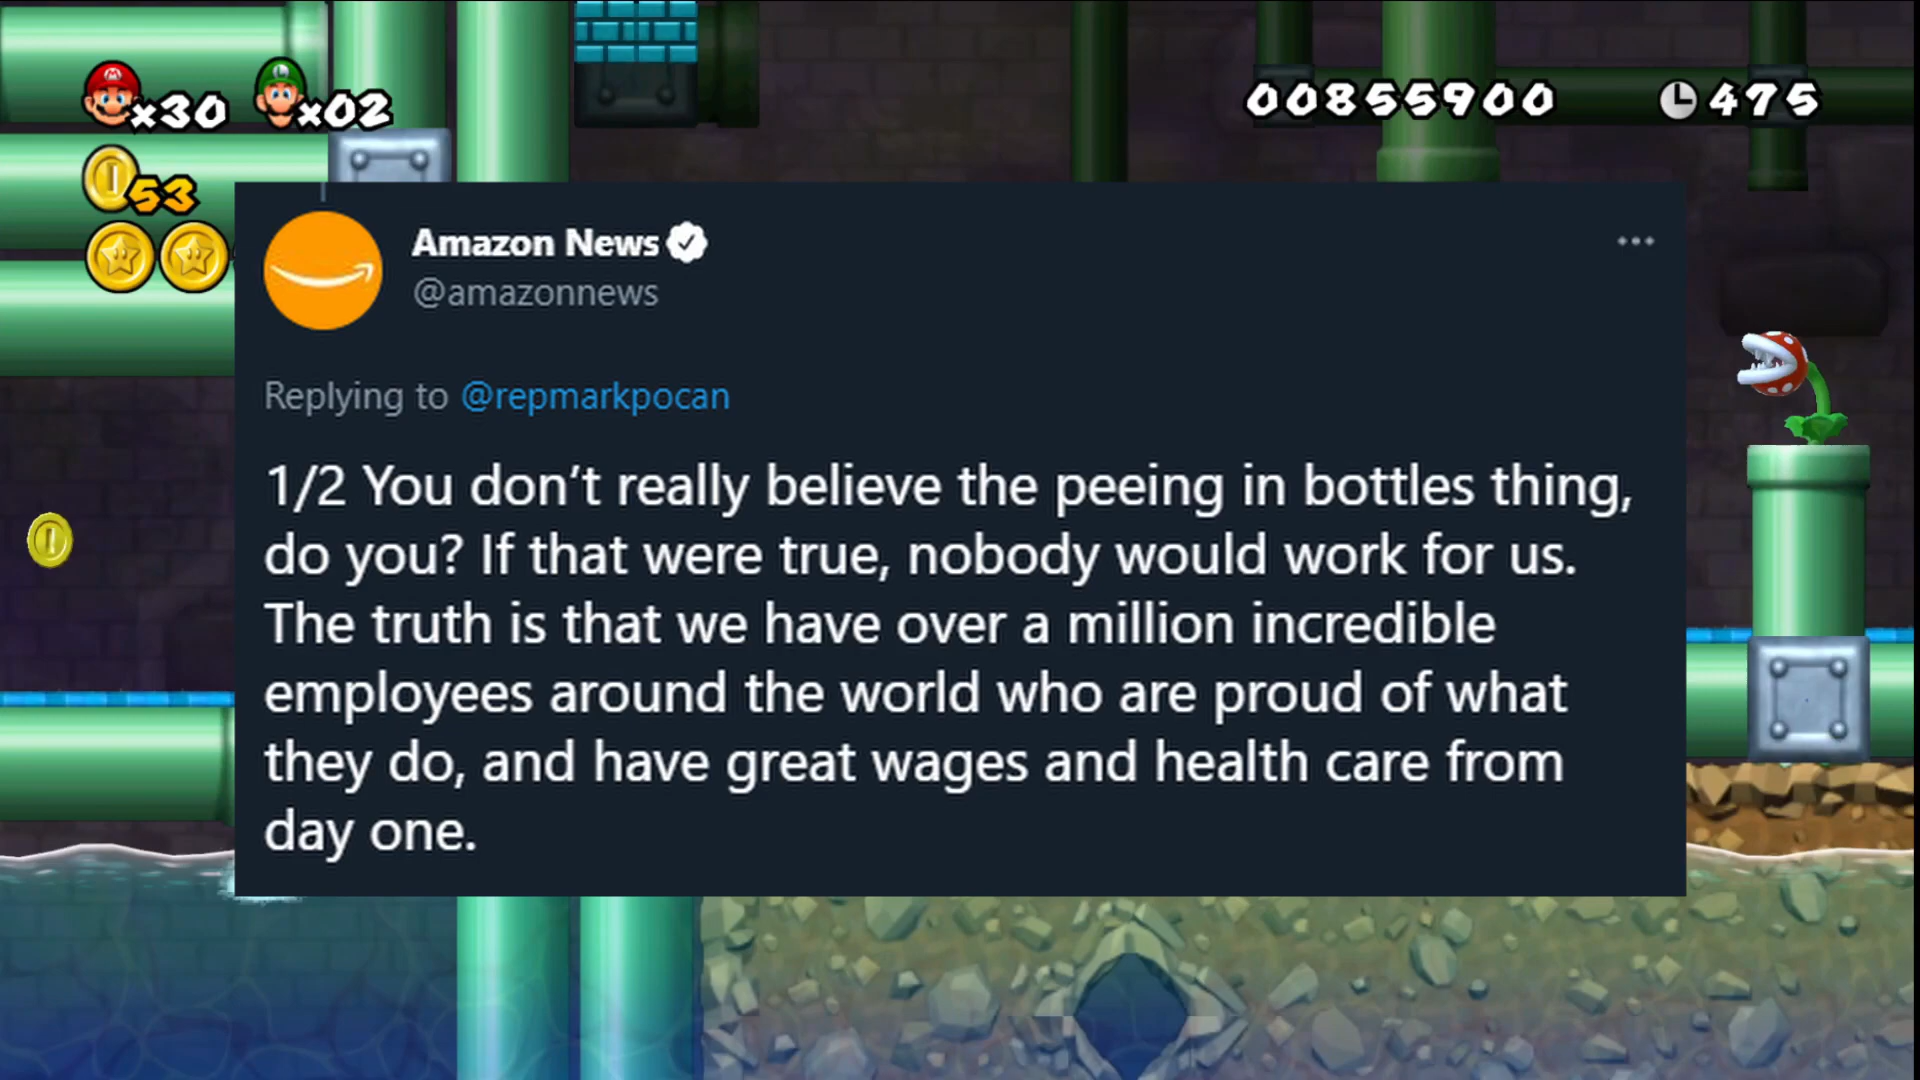 x30 x02 00855900 475
53
Amazon News
@amazonnews
Replying to @repmarkpocan
1/2 You don’t really believe the peeing in bottles thing,
do you? If that were true, nobody would work for us.
The truth is that we have over a million incredible
employees around the world who are proud of what
they do, and have great wages and health care from
day one.